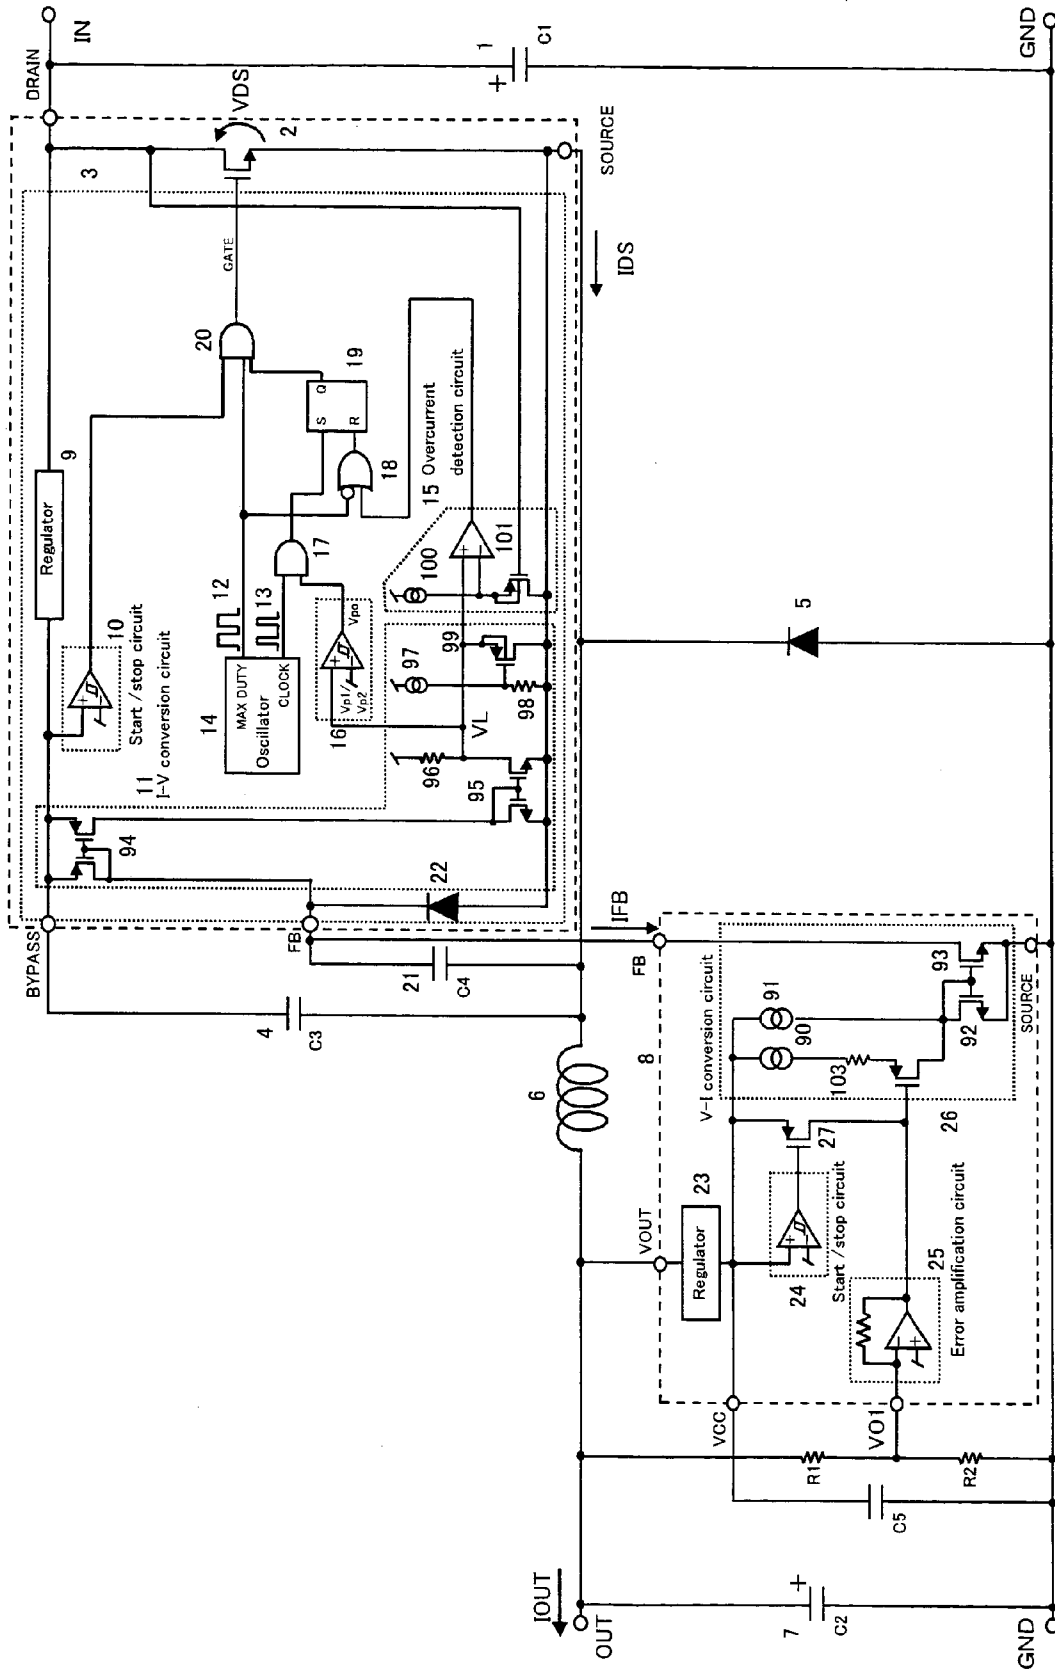 IN
DRAIN
1
+
C1
GND
VDS
2
3
SOURCE
IDS
GATE
20
9
Regulator
10
Start /stop circuit
11
I-V conversion circuit
12
13
14
MAX DUTY
Oscillator
CLOCK
17
S
Q
R
19
18
15 Overcurrent
detection circuit
16
Vp1/
Vp2
Vpo
+
100
101
+
−
99
97
98
VL
96
95
94
22
5
BYPASS
FB
4
C3
21
C4
IFB
FB
6
8
V-I conversion circuit
91
90
93
92
103
SOURCE
26
27
VOUT
23
Regulator
24
Start /stop circuit
+
25
Error amplification circuit
−
+
VCC
VO1
R1
R2
C5
IOUT
OUT
7
+
C2
GND